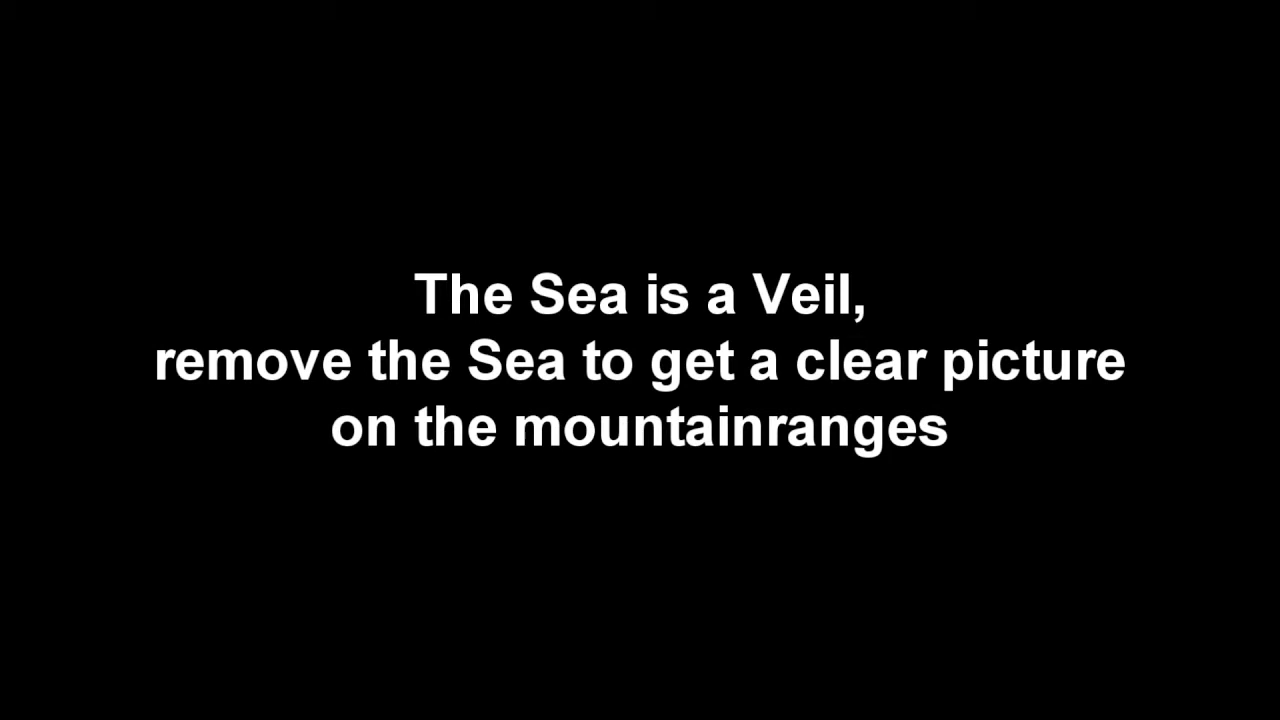 The Sea is a Veil,
remove the Sea to get a clear picture
on the mountainranges